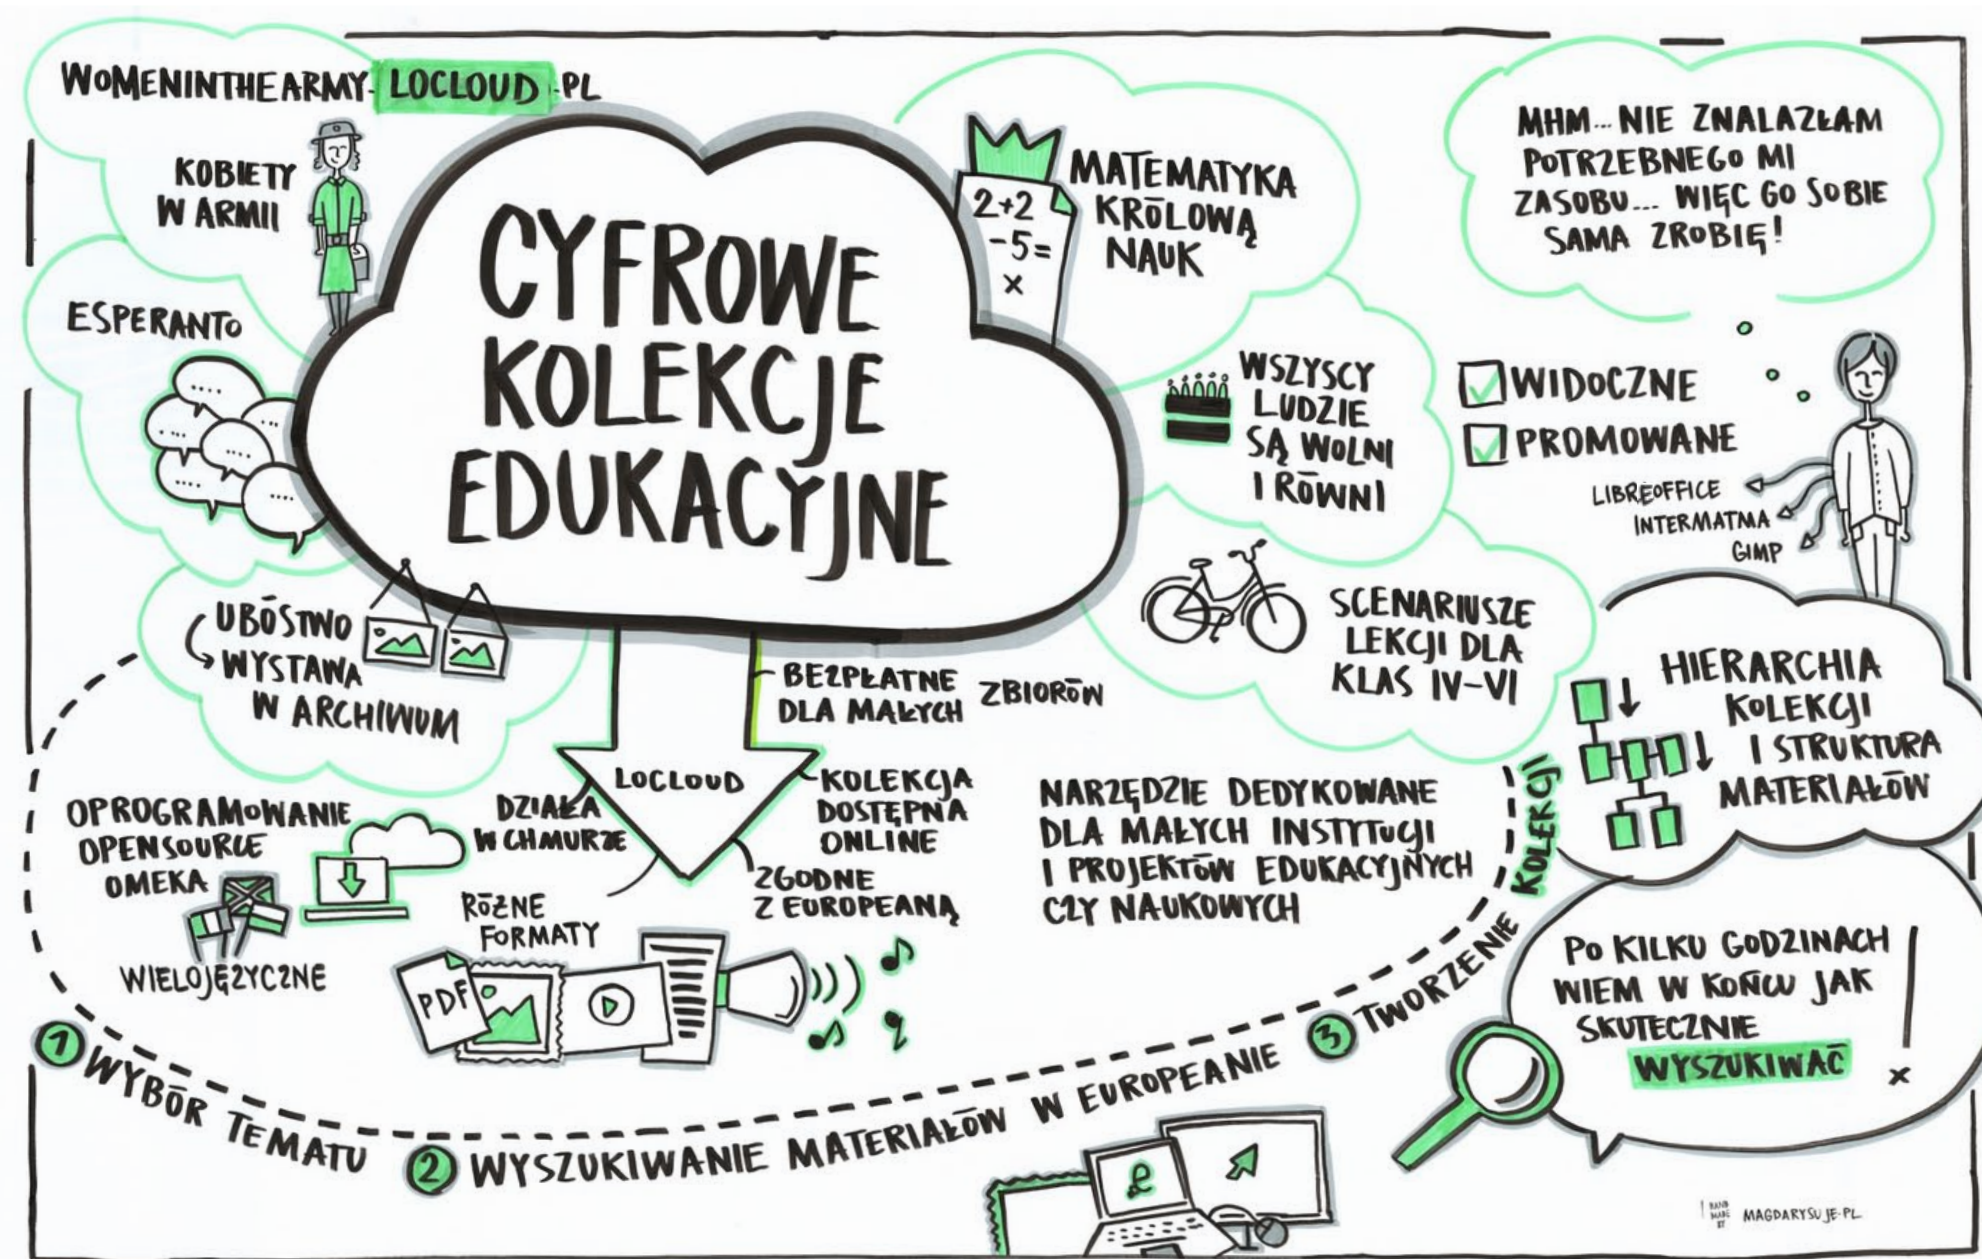 WOMENINTHEARMY.LOCLOUD.PL
KOBIETY
W ARMII
ESPERANTO
UBÓSTWO
WYSTAWA
W ARCHIWUM
CYFROWE
KOLEKCJE
EDUKACYJNE
2+2
-5=
x
MATEMATYKA
KRÓLOWĄ
NAUK
WSZYSCY
LUDZIE
SĄ WOLNI
I RÓWNI
SCENARIUSZE
LEKCJI DLA
KLAS IV-VI
MHM... NIE ZNALAZŁAM
POTRZEBNEGO MI
ZASOBU... WIĘC GO SOBIE
SAMA ZROBIĘ!
WIDOCZNE
PROMOWANE
LIBREOFFICE
INTERMATMA
GIMP
HIERARCHIA
KOLEKCJI
I STRUKTURA
MATERIAŁÓW
PO KILKU GODZINACH
WIEM W KOŃCU JAK
SKUTECZNIE
WYSZUKIWAĆ
x
LOCLOUD
BEZPŁATNE
DLA MAŁYCH ZBIORÓW
KOLEKCJA
DOSTĘPNA
ONLINE
ZGODNE
Z EUROPEANĄ
DZIAŁA
W CHMURZE
RÓŻNE
FORMATY
PDF
OPROGRAMOWANIE
OPENSOURCE
OMEKA
WIELOJĘZYCZNE
NARZĘDZIE DEDYKOWANE
DLA MAŁYCH INSTYTUCJI
I PROJEKTÓW EDUKACYJNYCH
CZY NAUKOWYCH
1 WYBÓR TEMATU
2 WYSZUKIWANIE MATERIAŁÓW W EUROPEANIE
3 TWORZENIE KOLEKCJI
e
HAND
MADE
BY
MAGDARYSUJE.PL